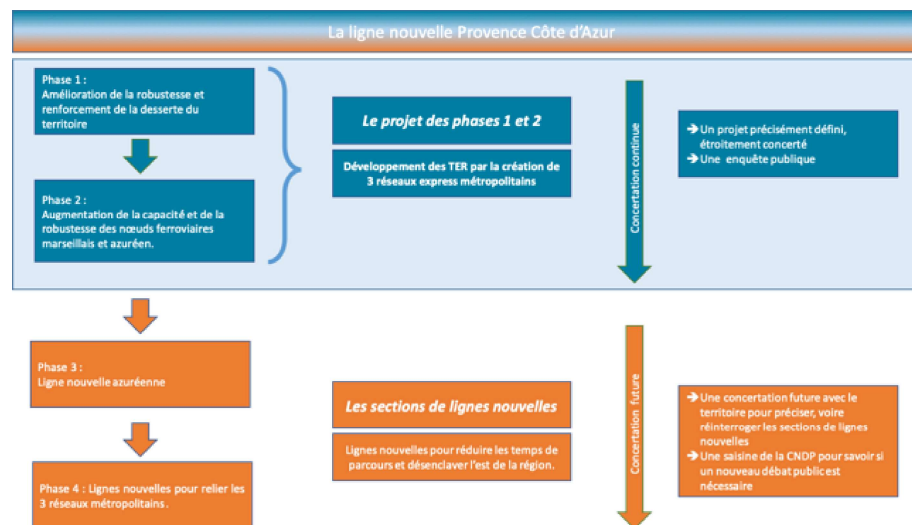 La ligne nouvelle Provence Côte d'Azur
Phase 1 :
Amélioration de la robustesse et
renforcement de la desserte du
territoire
Phase 2 :
Augmentation de la capacité et de la
robustesse des nœuds ferroviaires
marseillais et azuréen.
Le projet des phases 1 et 2
Développement des TER par la création de
3 réseaux express métropolitains
Concertation continue
➔ Un projet précisément défini,
étroitement concerté
➔ Une enquête publique
Phase 3 :
Ligne nouvelle azuréenne
Phase 4 : Lignes nouvelles pour relier les
3 réseaux métropolitains.
Les sections de lignes nouvelles
Lignes nouvelles pour réduire les temps de
parcours et désenclaver l'est de la région.
Concertation future
➔ Une concertation future avec le
territoire pour préciser, voire
réinterroger les sections de lignes
nouvelles
➔ Une saisine de la CNDP pour savoir si
un nouveau débat public est
nécessaire